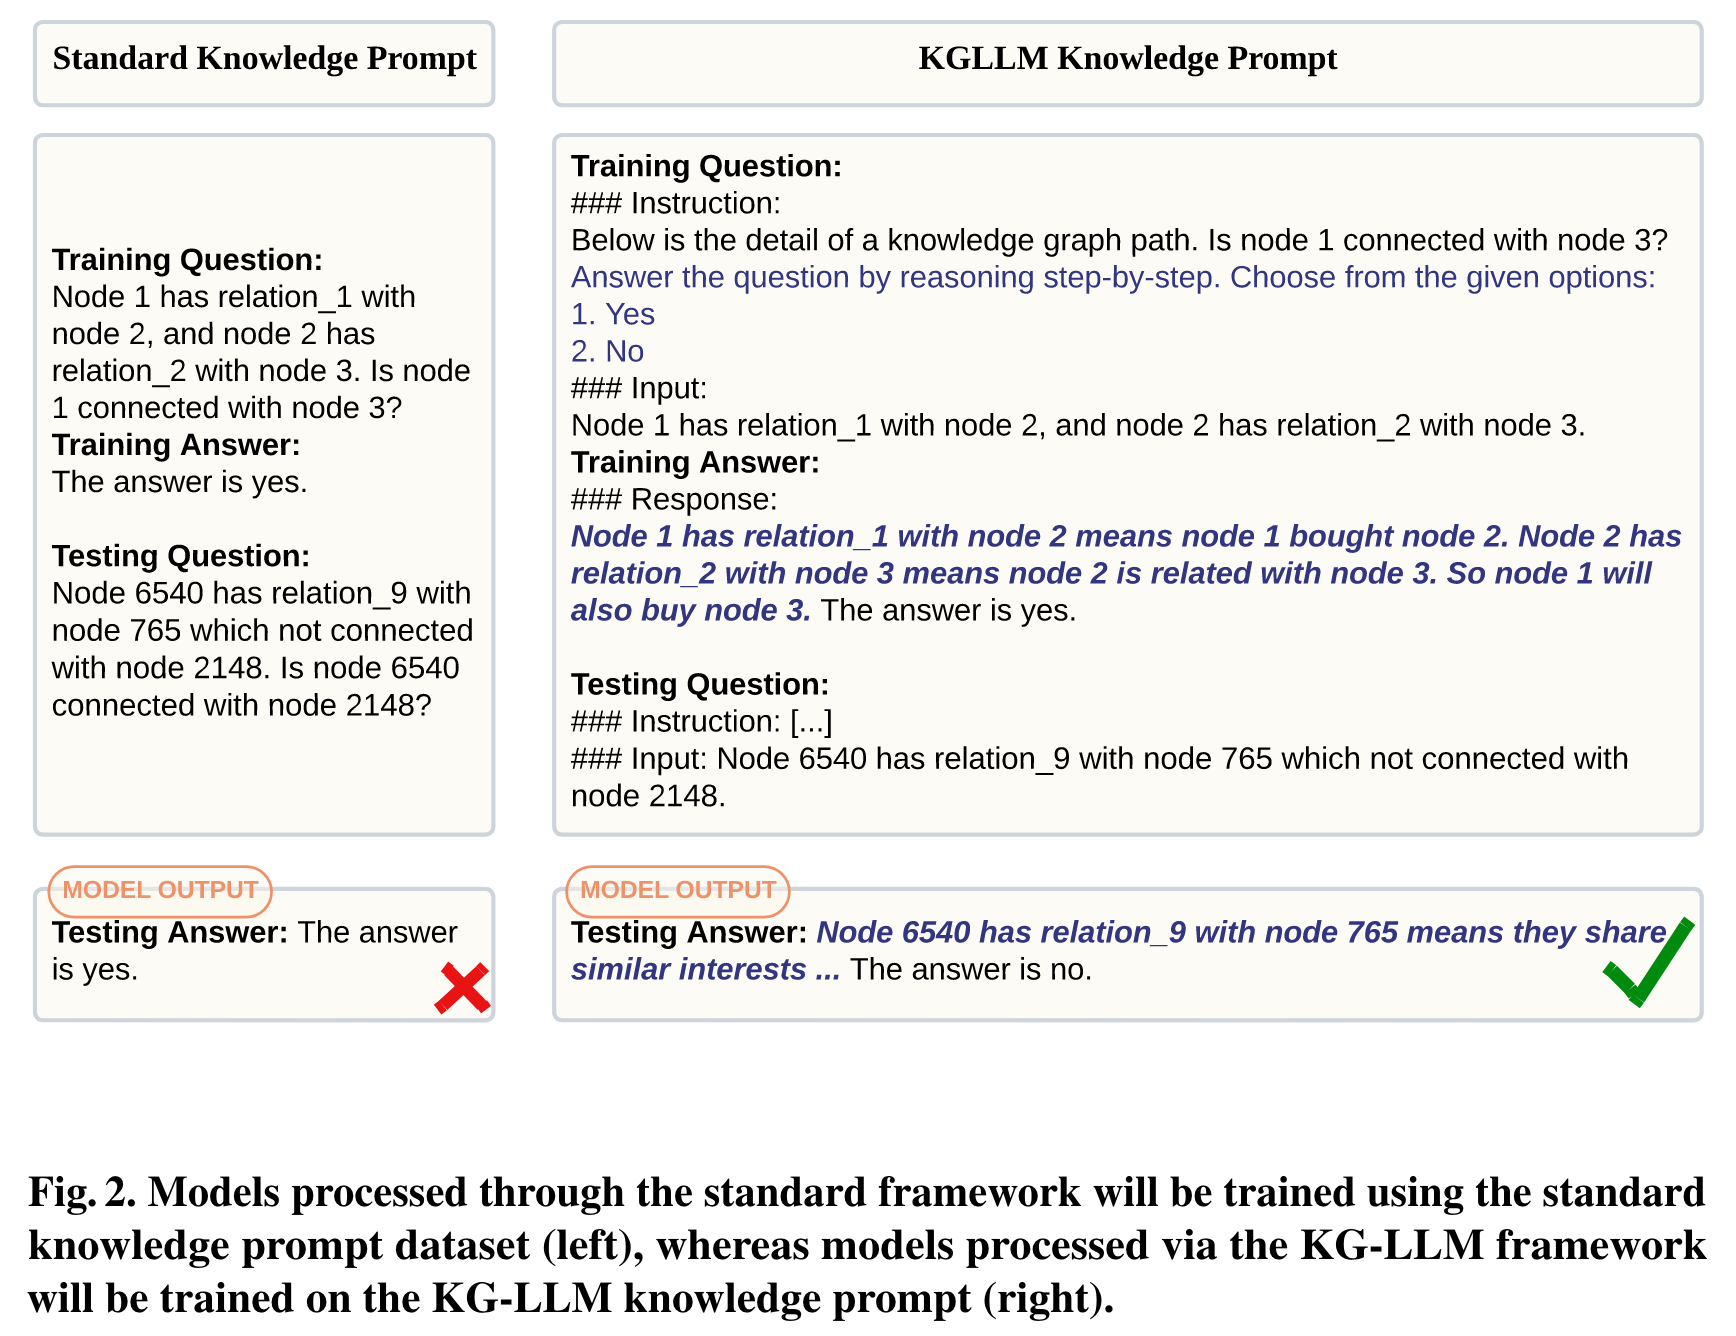 Standard Knowledge Prompt
Training Question:
Node 1 has relation_1 with
node 2, and node 2 has
relation_2 with node 3. Is node
1 connected with node 3?
Training Answer:
The answer is yes.
Testing Question:
Node 6540 has relation_9 with
node 765 which not connected
with node 2148. Is node 6540
connected with node 2148?
MODEL OUTPUT
Testing Answer: The answer
is yes.
KGLLM Knowledge Prompt
Training Question:
### Instruction:
Below is the detail of a knowledge graph path. Is node 1 connected with node 3?
Answer the question by reasoning step-by-step. Choose from the given options:
1. Yes
2. No
### Input:
Node 1 has relation_1 with node 2, and node 2 has relation_2 with node 3.
Training Answer:
### Response:
Node 1 has relation_1 with node 2 means node 1 bought node 2. Node 2 has
relation_2 with node 3 means node 2 is related with node 3. So node 1 will
also buy node 3. The answer is yes.
Testing Question:
### Instruction: [...]
### Input: Node 6540 has relation_9 with node 765 which not connected with
node 2148.
MODEL OUTPUT
Testing Answer: Node 6540 has relation_9 with node 765 means they share
similar interests ... The answer is no.
Fig. 2. Models processed through the standard framework will be trained using the standard
knowledge prompt dataset (left), whereas models processed via the KG-LLM framework
will be trained on the KG-LLM knowledge prompt (right).